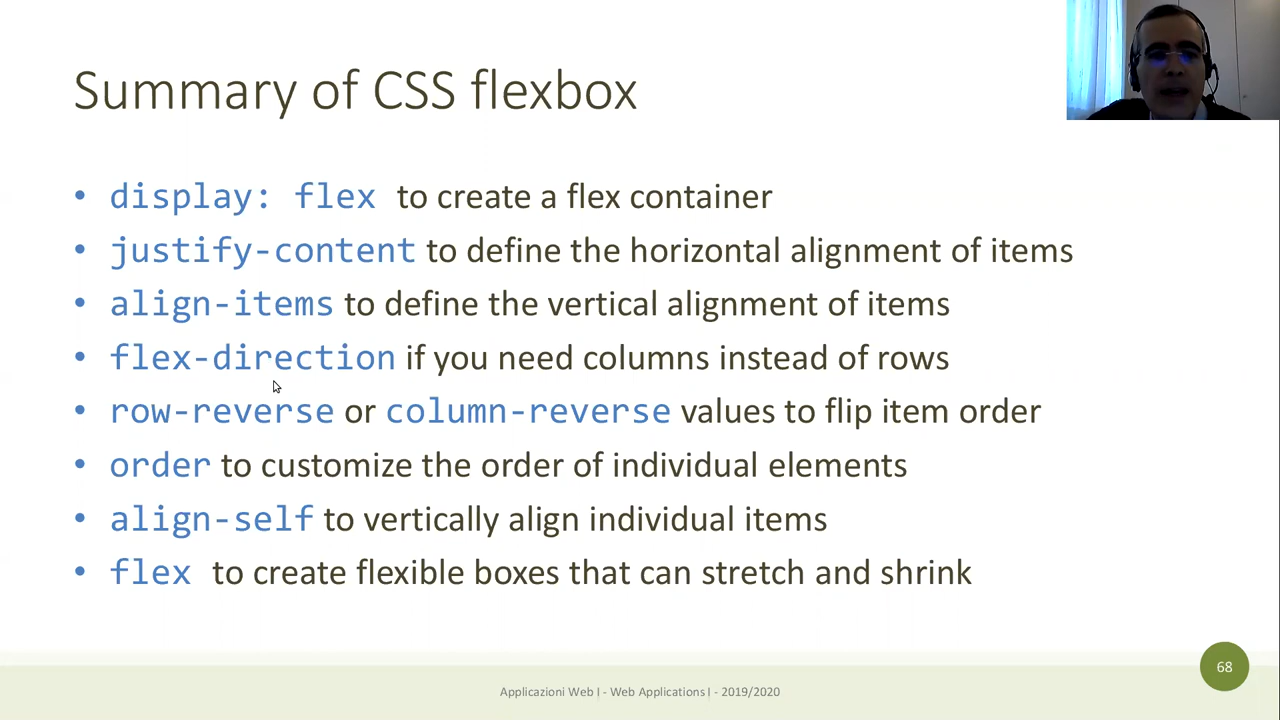 Summary of CSS flexbox
• display: flex to create a flex container
• justify-content to define the horizontal alignment of items
• align-items to define the vertical alignment of items
• flex-direction if you need columns instead of rows
• row-reverse or column-reverse values to flip item order
• order to customize the order of individual elements
• align-self to vertically align individual items
• flex to create flexible boxes that can stretch and shrink
68
Applicazioni Web I - Web Applications I - 2019/2020